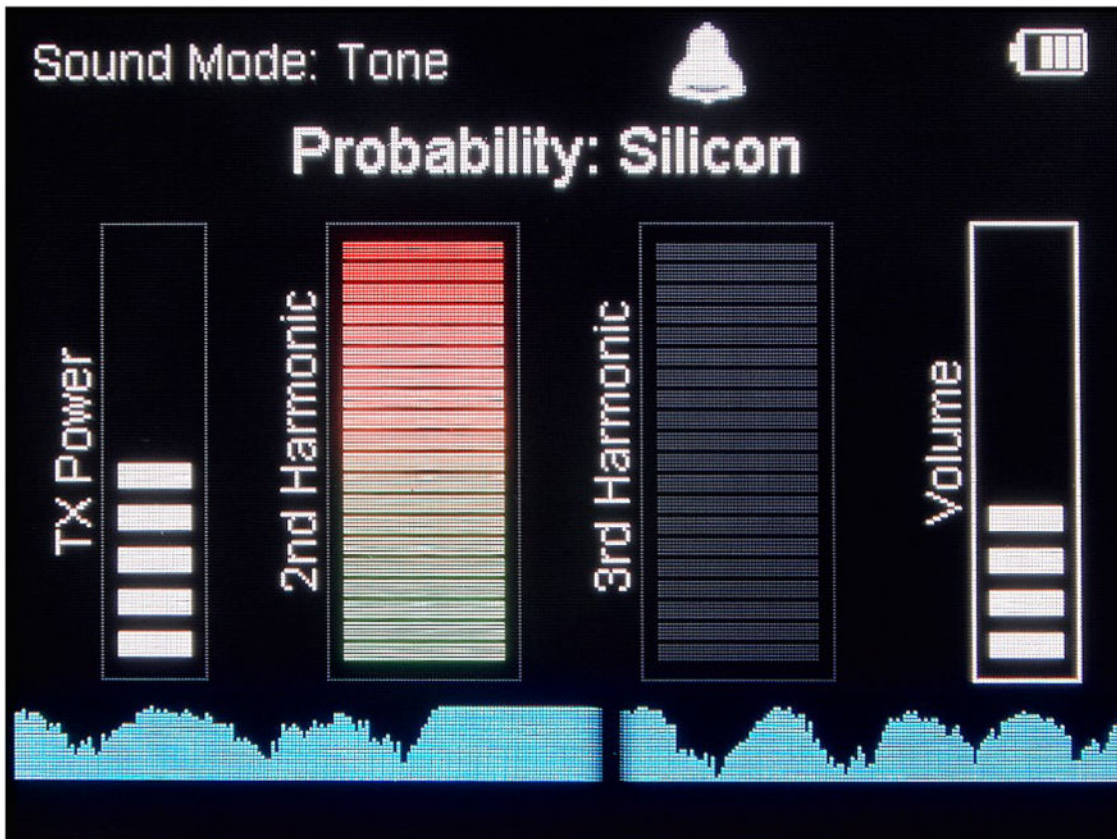 Sound Mode: Tone
Probability: Silicon
TX Power
2nd Harmonic
3rd Harmonic
Volume